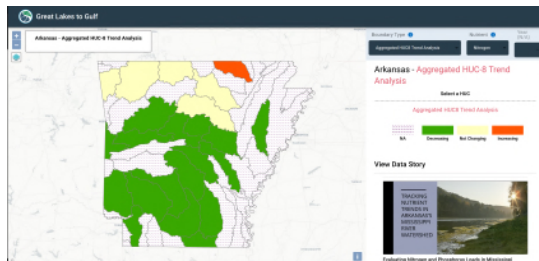 Great Lakes to Gulf
Arkansas - Aggregated HUC-8 Trend Analysis
Boundary Type
Nutrient
Aggregated HUC8 Trend Analysis
Nitrogen
Arkansas - Aggregated HUC-8 Trend
Analysis
Select a HUC
Aggregated HUC8 Trend Analysis
NA
Decreasing
Not Changing
Increasing
View Data Story
TRACKING
NUTRIENT
TRENDS IN
ARKANSAS'S
MISSISSIPPI
RIVER
WATERSHED
Evaluating Nitrogen and Phosphorus Loads in Mississippi